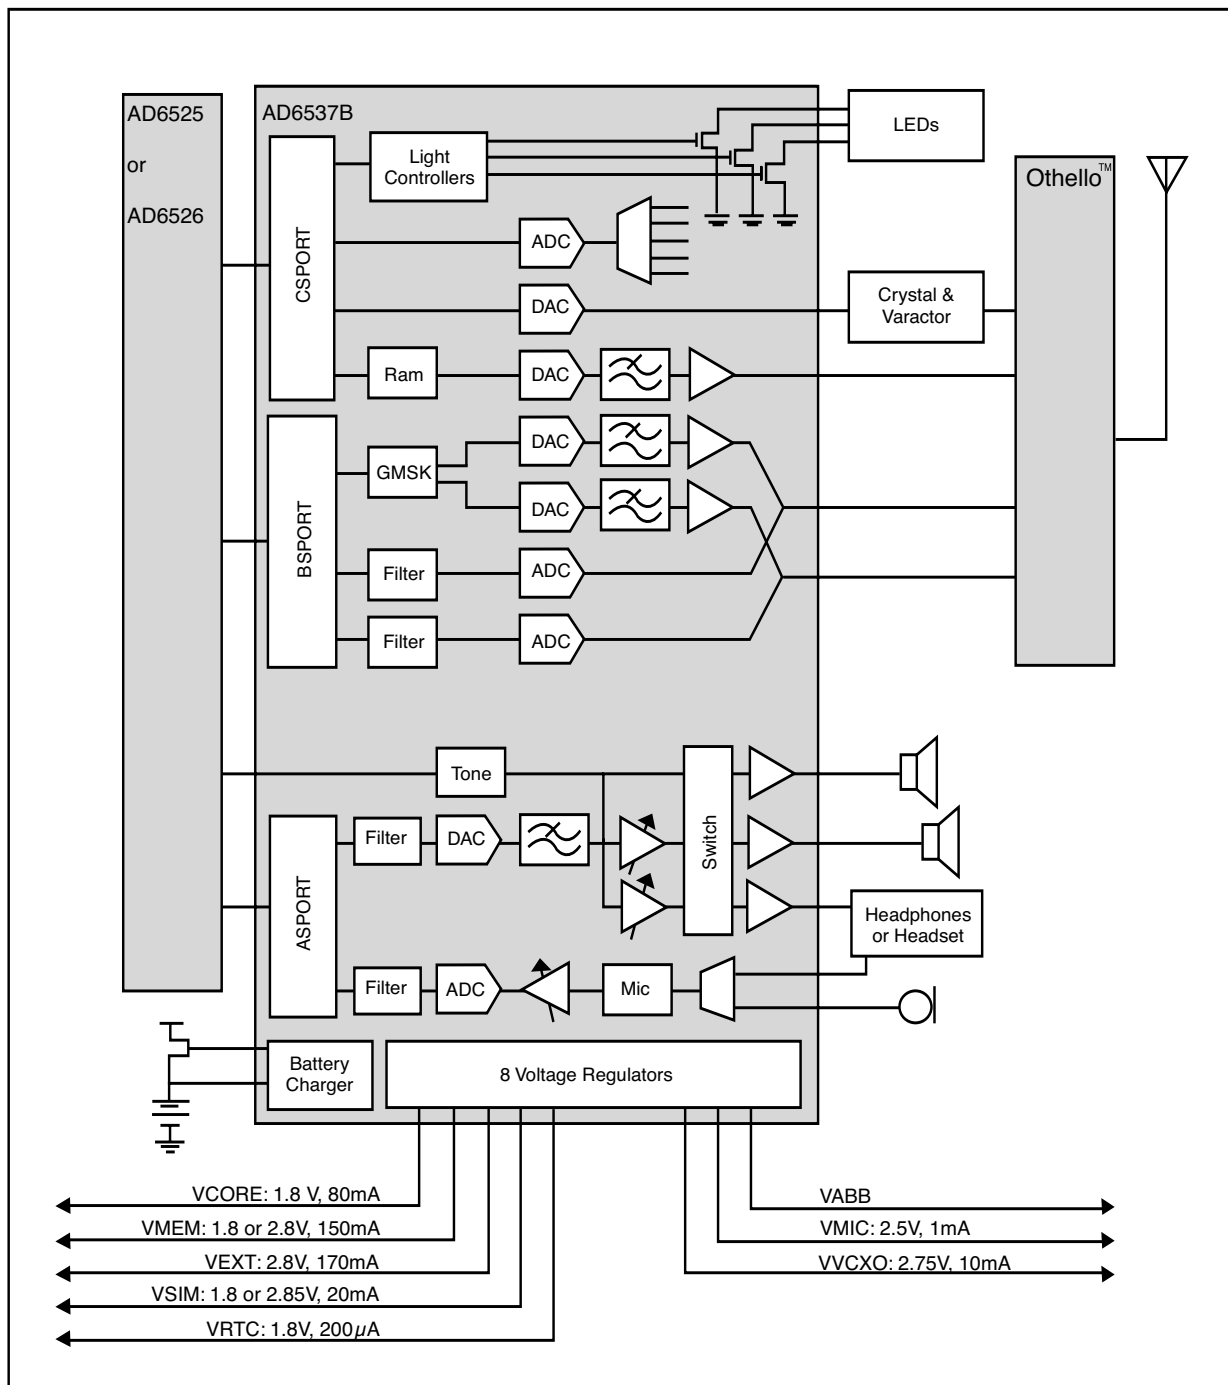 AD6525
or
AD6526
AD6537B
CSPORT
Light
Controllers
LEDs
Othello™
ADC
DAC
Crystal &
Varactor
Ram
DAC
BSPORT
GMSK
DAC
DAC
Filter
ADC
Filter
ADC
Tone
ASPORT
Filter
DAC
Switch
Headphones
or Headset
Filter
ADC
Mic
Battery
Charger
8 Voltage Regulators
VCORE: 1.8 V, 80mA
VMEM: 1.8 or 2.8V, 150mA
VEXT: 2.8V, 170mA
VSIM: 1.8 or 2.85V, 20mA
VRTC: 1.8V, 200µA
VABB
VMIC: 2.5V, 1mA
VVCXO: 2.75V, 10mA